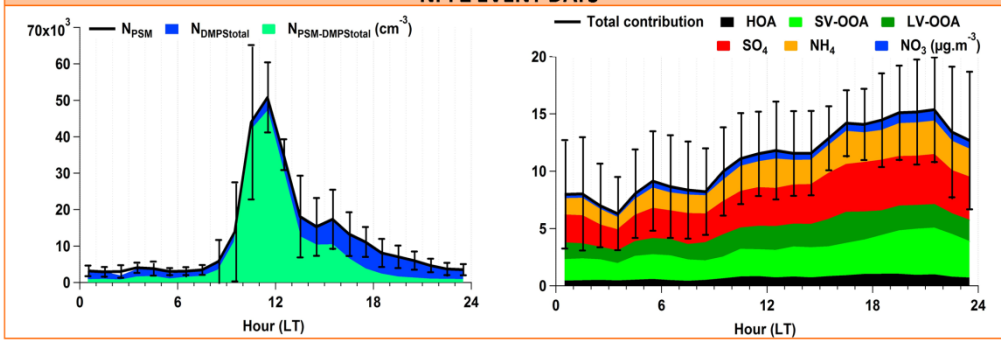 70x10³
N_PSM N_DMPStotal N_PSM-DMPStotal (cm⁻³)
60
50
40
30
20
10
0
0 6 12 18 24
Hour (LT)
Total contribution HOA SV-OOA LV-OOA
SO₄ NH₄ NO₃ (µg.m⁻³)
20
15
10
5
0
0 6 12 18 24
Hour (LT)